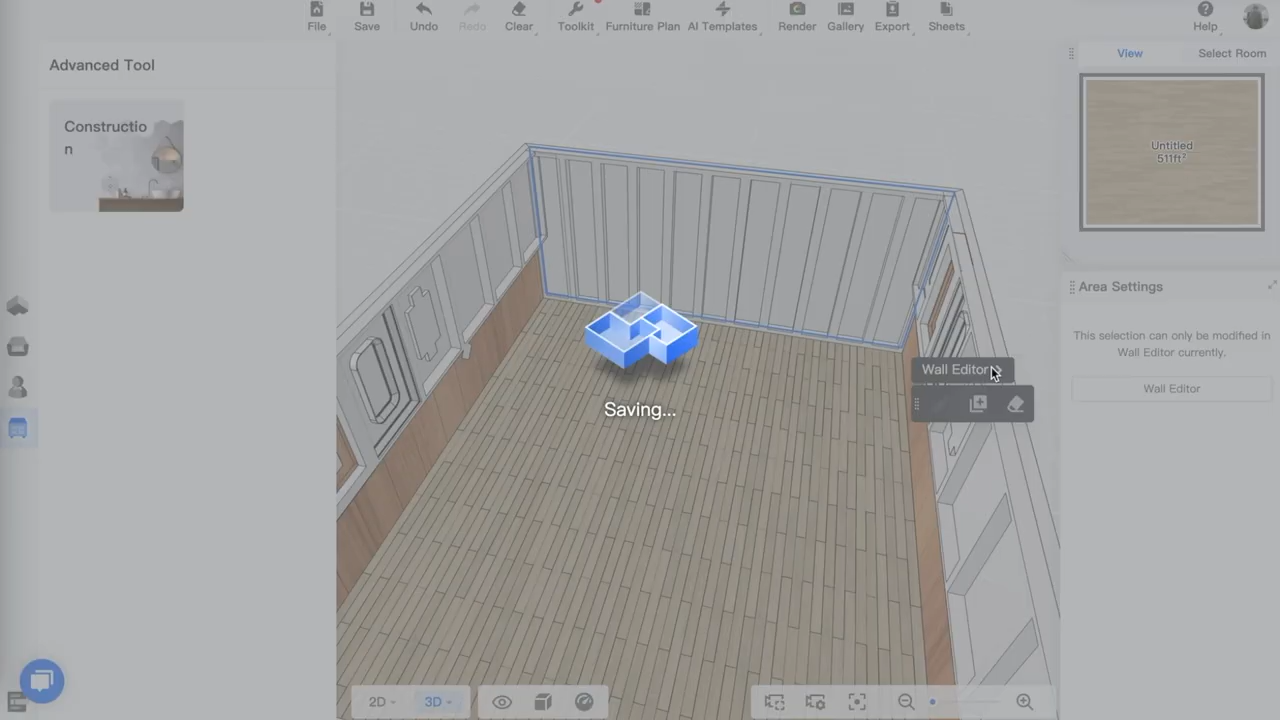 File
Save
Undo
Redo
Clear
Toolkit
Furniture Plan
AI Templates
Render
Gallery
Export
Sheets
Help
Advanced Tool
Constructio
n
View
Select Room
Untitled
511ft²
Area Settings
This selection can only be modified in
Wall Editor currently.
Wall Editor
Wall Editor
Saving...
2D
3D